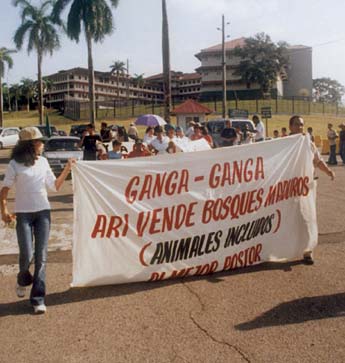 GANGA - GANGA
ARI VENDE BOSQUES MADUROS
(ANIMALES INCLUIDOS)
AL MEJOR POSTOR